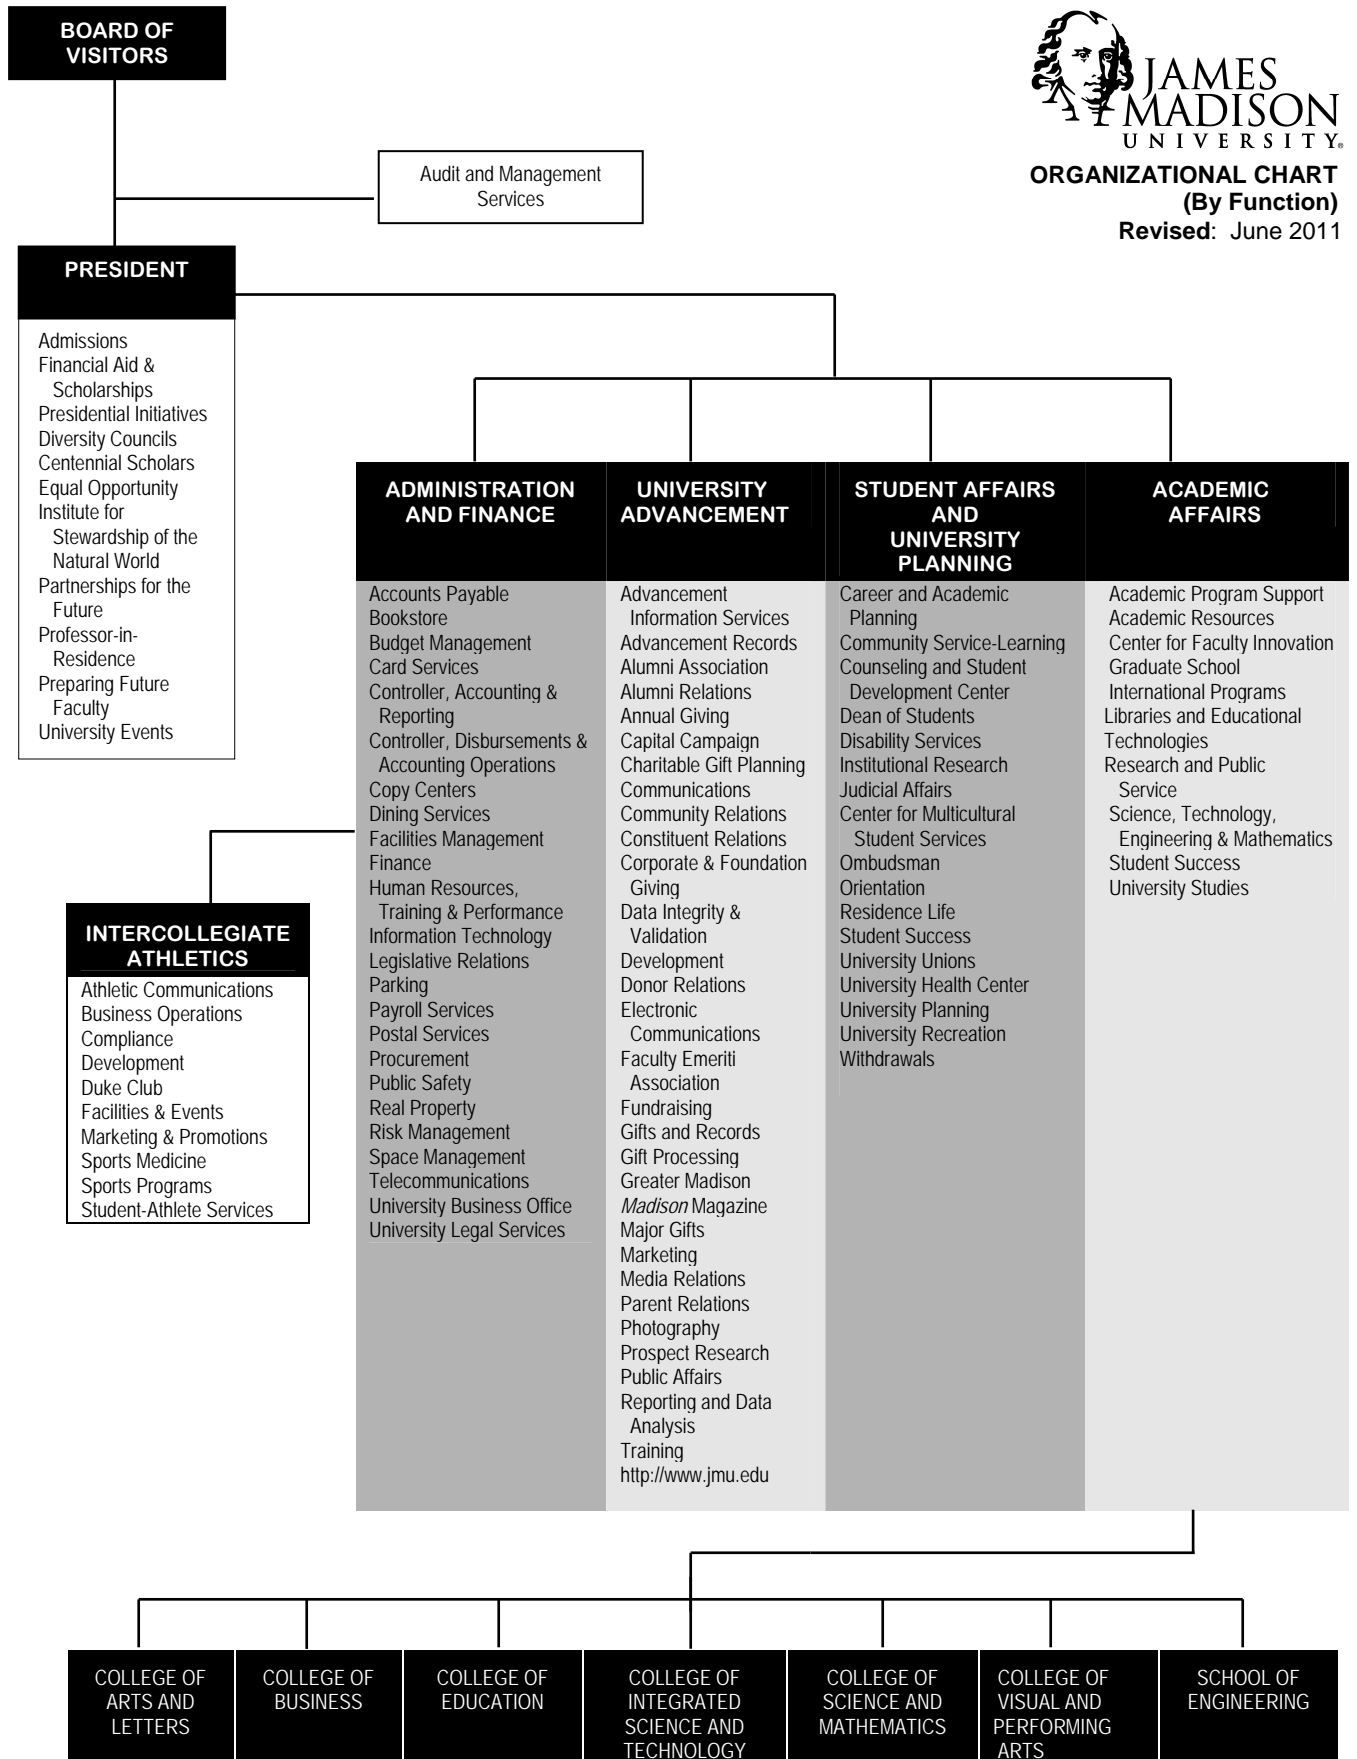 BOARD OF
VISITORS
JAMES
MADISON
UNIVERSITY®
ORGANIZATIONAL CHART
(By Function)
Revised: June 2011
Audit and Management
Services
PRESIDENT
Admissions
Financial Aid &
Scholarships
Presidential Initiatives
Diversity Councils
Centennial Scholars
Equal Opportunity
Institute for
Stewardship of the
Natural World
Partnerships for the
Future
Professor-in-
Residence
Preparing Future
Faculty
University Events
ADMINISTRATION
AND FINANCE
Accounts Payable
Bookstore
Budget Management
Card Services
Controller, Accounting &
Reporting
Controller, Disbursements &
Accounting Operations
Copy Centers
Dining Services
Facilities Management
Finance
Human Resources,
Training & Performance
Information Technology
Legislative Relations
Parking
Payroll Services
Postal Services
Procurement
Public Safety
Real Property
Risk Management
Space Management
Telecommunications
University Business Office
University Legal Services
UNIVERSITY
ADVANCEMENT
Advancement
Information Services
Advancement Records
Alumni Association
Alumni Relations
Annual Giving
Capital Campaign
Charitable Gift Planning
Communications
Community Relations
Constituent Relations
Corporate & Foundation
Giving
Data Integrity &
Validation
Development
Donor Relations
Electronic
Communications
Faculty Emeriti
Association
Fundraising
Gifts and Records
Gift Processing
Greater Madison
Madison Magazine
Major Gifts
Marketing
Media Relations
Parent Relations
Photography
Prospect Research
Public Affairs
Reporting and Data
Analysis
Training
http://www.jmu.edu
STUDENT AFFAIRS
AND
UNIVERSITY
PLANNING
Career and Academic
Planning
Community Service-Learning
Counseling and Student
Development Center
Dean of Students
Disability Services
Institutional Research
Judicial Affairs
Center for Multicultural
Student Services
Ombudsman
Orientation
Residence Life
Student Success
University Unions
University Health Center
University Planning
University Recreation
Withdrawals
ACADEMIC
AFFAIRS
Academic Program Support
Academic Resources
Center for Faculty Innovation
Graduate School
International Programs
Libraries and Educational
Technologies
Research and Public
Service
Science, Technology,
Engineering & Mathematics
Student Success
University Studies
INTERCOLLEGIATE
ATHLETICS
Athletic Communications
Business Operations
Compliance
Development
Duke Club
Facilities & Events
Marketing & Promotions
Sports Medicine
Sports Programs
Student-Athlete Services
COLLEGE OF
ARTS AND
LETTERS
COLLEGE OF
BUSINESS
COLLEGE OF
EDUCATION
COLLEGE OF
INTEGRATED
SCIENCE AND
TECHNOLOGY
COLLEGE OF
SCIENCE AND
MATHEMATICS
COLLEGE OF
VISUAL AND
PERFORMING
ARTS
SCHOOL OF
ENGINEERING